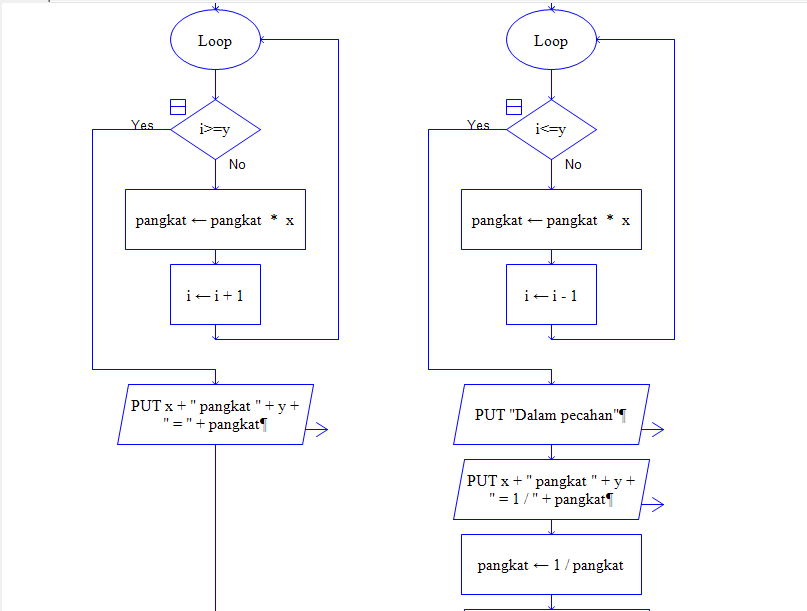 Loop
Yes
i>=y
No
pangkat ← pangkat * x
i ← i + 1
PUT x + " pangkat " + y +
" = " + pangkat¶
Loop
Yes
i<=y
No
pangkat ← pangkat * x
i ← i - 1
PUT "Dalam pecahan"¶
PUT x + " pangkat " + y +
" = 1 / " + pangkat¶
pangkat ← 1 / pangkat